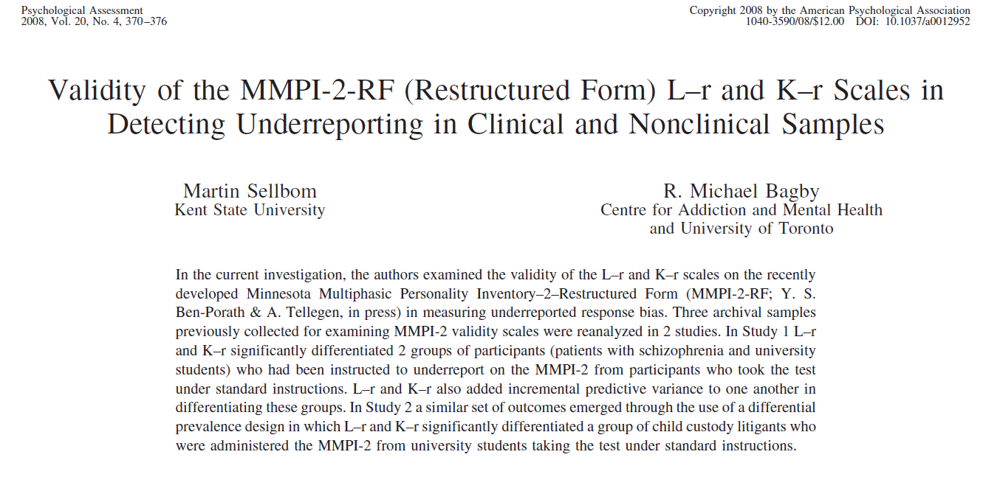 Psychological Assessment
2008, Vol. 20, No. 4, 370–376
Copyright 2008 by the American Psychological Association
1040-3590/08/$12.00 DOI: 10.1037/a0012952
Validity of the MMPI-2-RF (Restructured Form) L–r and K–r Scales in
Detecting Underreporting in Clinical and Nonclinical Samples
Martin Sellbom
Kent State University
R. Michael Bagby
Centre for Addiction and Mental Health
and University of Toronto
In the current investigation, the authors examined the validity of the L–r and K–r scales on the recently
developed Minnesota Multiphasic Personality Inventory–2–Restructured Form (MMPI-2-RF; Y. S.
Ben-Porath & A. Tellegen, in press) in measuring underreported response bias. Three archival samples
previously collected for examining MMPI-2 validity scales were reanalyzed in 2 studies. In Study 1 L–r
and K–r significantly differentiated 2 groups of participants (patients with schizophrenia and university
students) who had been instructed to underreport on the MMPI-2 from participants who took the test
under standard instructions. L–r and K–r also added incremental predictive variance to one another in
differentiating these groups. In Study 2 a similar set of outcomes emerged through the use of a differential
prevalence design in which L–r and K–r significantly differentiated a group of child custody litigants who
were administered the MMPI-2 from university students taking the test under standard instructions.